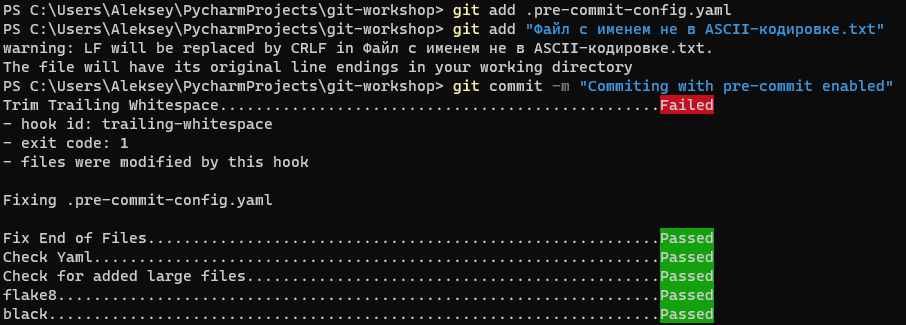 PS C:\Users\Aleksey\PycharmProjects\git-workshop> git add .pre-commit-config.yaml
PS C:\Users\Aleksey\PycharmProjects\git-workshop> git add "Файл с именем не в ASCII-кодировке.txt"
warning: LF will be replaced by CRLF in Файл с именем не в ASCII-кодировке.txt.
The file will have its original line endings in your working directory
PS C:\Users\Aleksey\PycharmProjects\git-workshop> git commit -m "Commiting with pre-commit enabled"
Trim Trailing Whitespace.................................................Failed
- hook id: trailing-whitespace
- exit code: 1
- files were modified by this hook
Fixing .pre-commit-config.yaml
Fix End of Files.........................................................Passed
Check Yaml...............................................................Passed
Check for added large files..............................................Passed
flake8...................................................................Passed
black....................................................................Passed